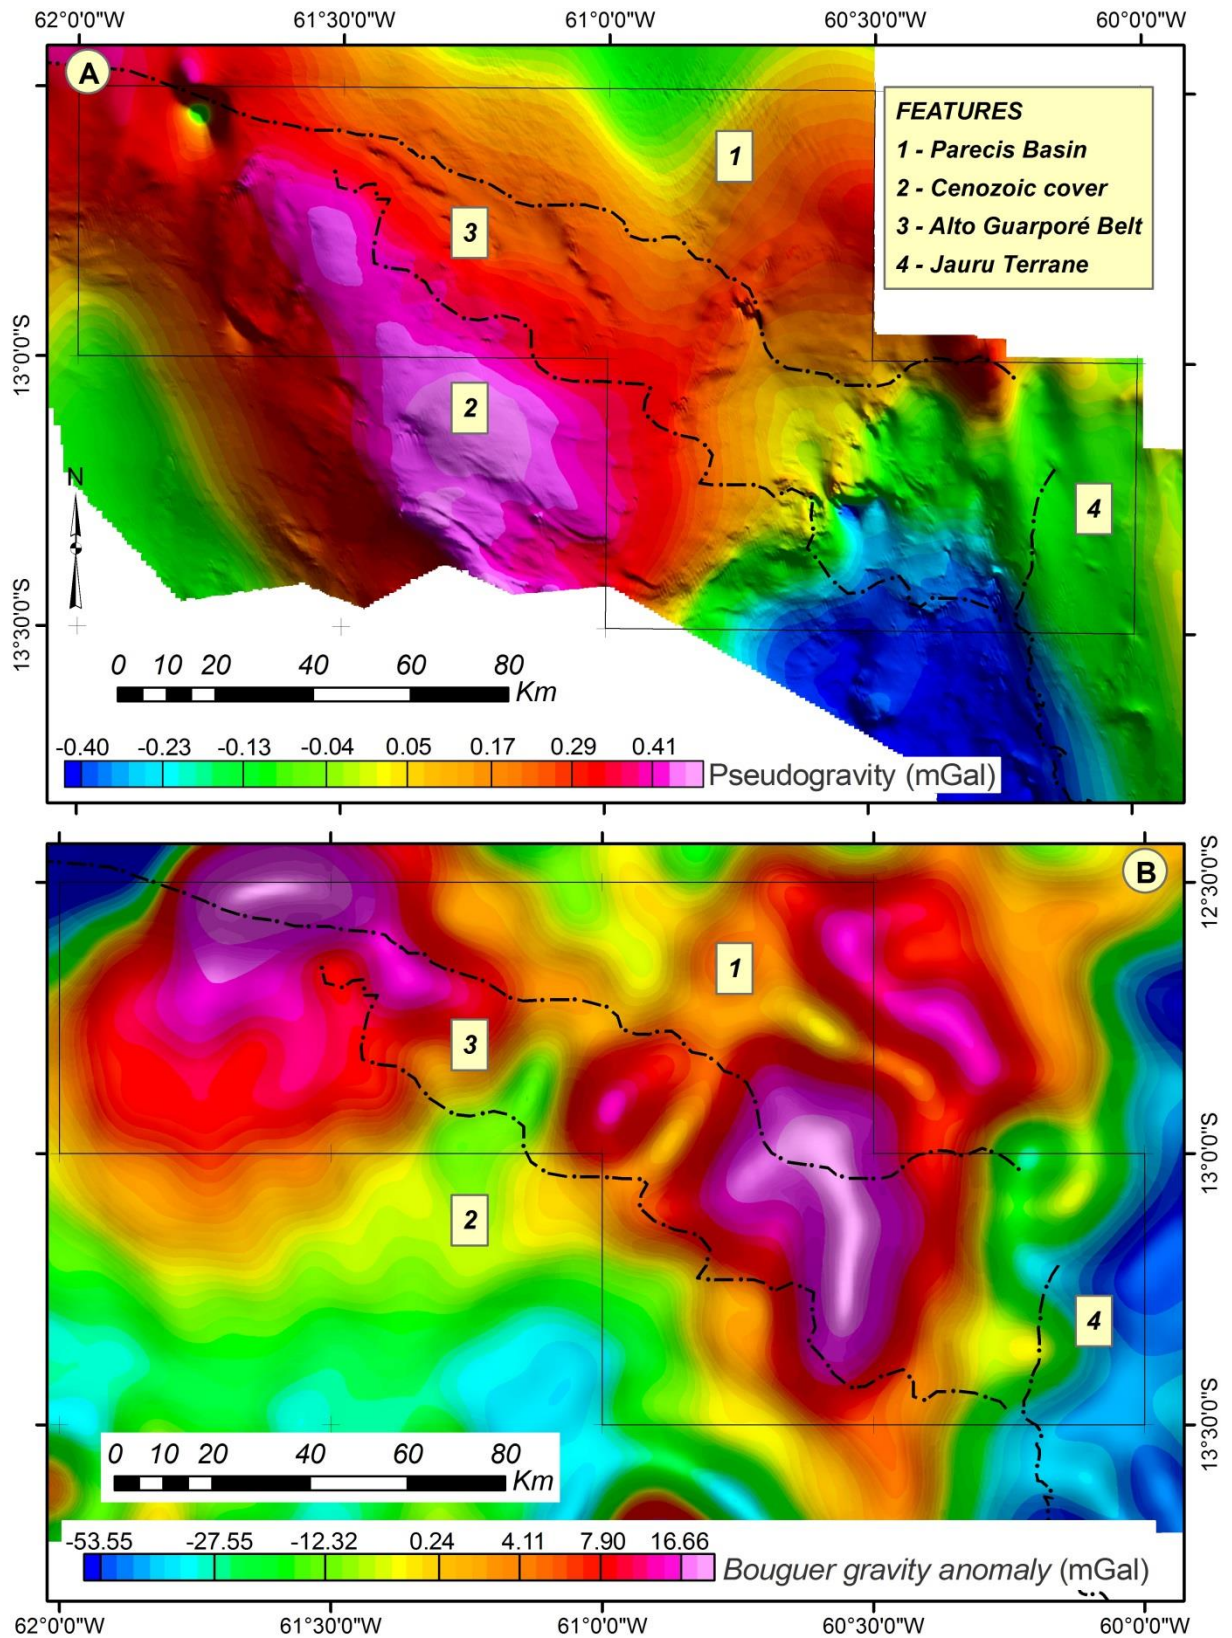 62°0'0"W 61°30'0"W 61°0'0"W 60°30'0"W 60°0'0"W
A
FEATURES
1 - Parecis Basin
2 - Cenozoic cover
3 - Alto Guarporé Belt
4 - Jauru Terrane
1
3
2
4
13°0'0"S
13°30'0"S
N
0 10 20 40 60 80
Km
-0.40 -0.23 -0.13 -0.04 0.05 0.17 0.29 0.41
Pseudogravity (mGal)
B
12°30'0"S
1
3
2
4
13°0'0"S
13°30'0"S
0 10 20 40 60 80
Km
-53.55 -27.55 -12.32 0.24 4.11 7.90 16.66
Bouguer gravity anomaly (mGal)
62°0'0"W 61°30'0"W 61°0'0"W 60°30'0"W 60°0'0"W